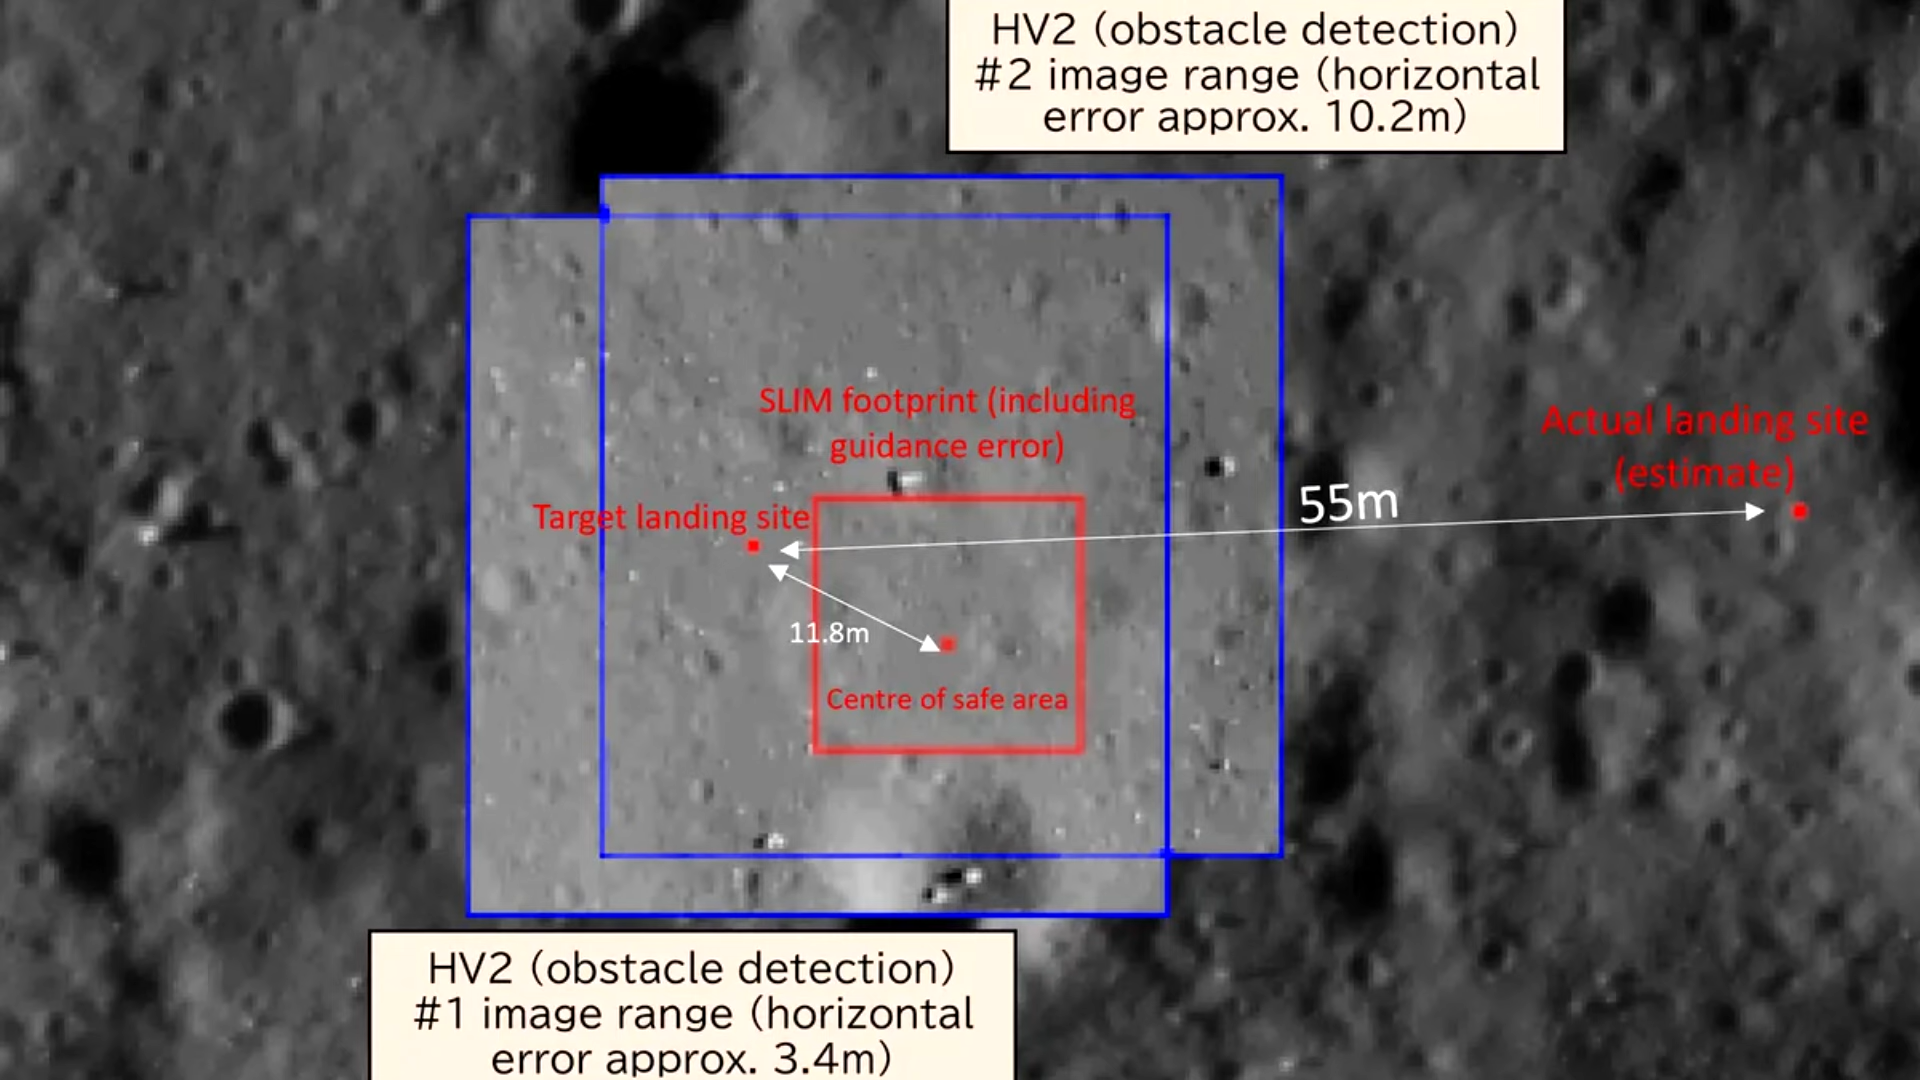 HV2 (obstacle detection)
#2 image range (horizontal
error approx. 10.2m)
SLIM footprint (including
guidance error)
Actual landing site
(estimate)
55m
Target landing site
11.8m
Centre of safe area
HV2 (obstacle detection)
#1 image range (horizontal
error approx. 3.4m)